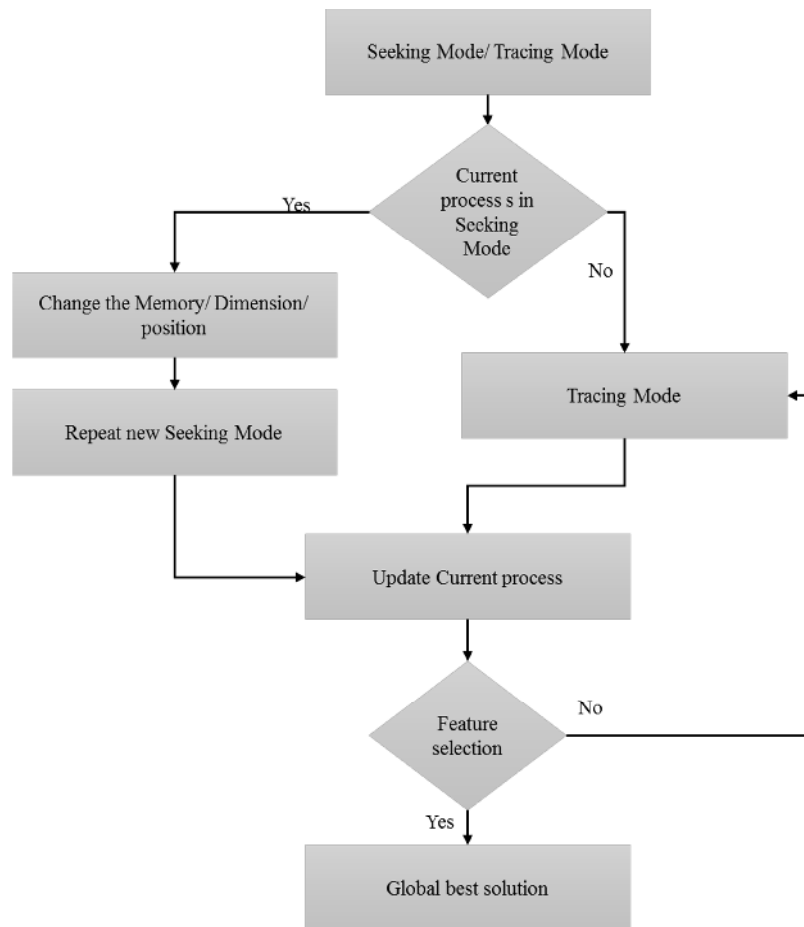 Seeking Mode/ Tracing Mode
Current
process s in
Seeking
Mode
Yes
No
Change the Memory/ Dimension/
position
Tracing Mode
Repeat new Seeking Mode
Update Current process
Feature
selection
No
Yes
Global best solution